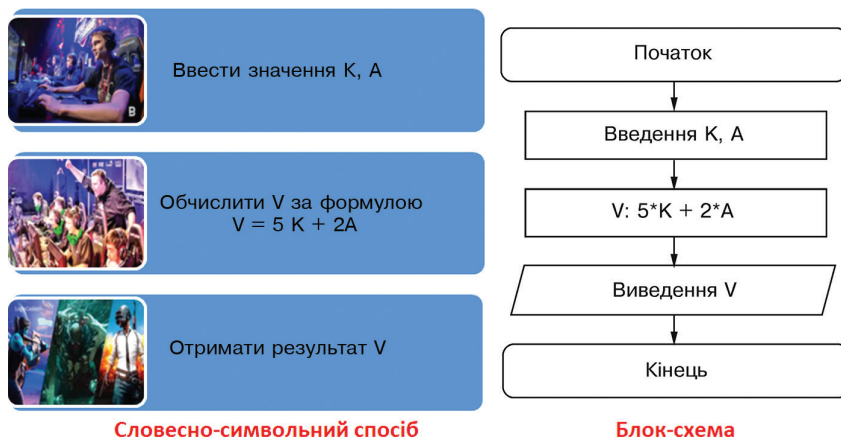 Ввести значення К, А
Обчислити V за формулою
V = 5 К + 2А
Отримати результат V
Словесно-символьний спосіб
Початок
Введення К, А
V: 5*К + 2*А
Виведення V
Кінець
Блок-схема